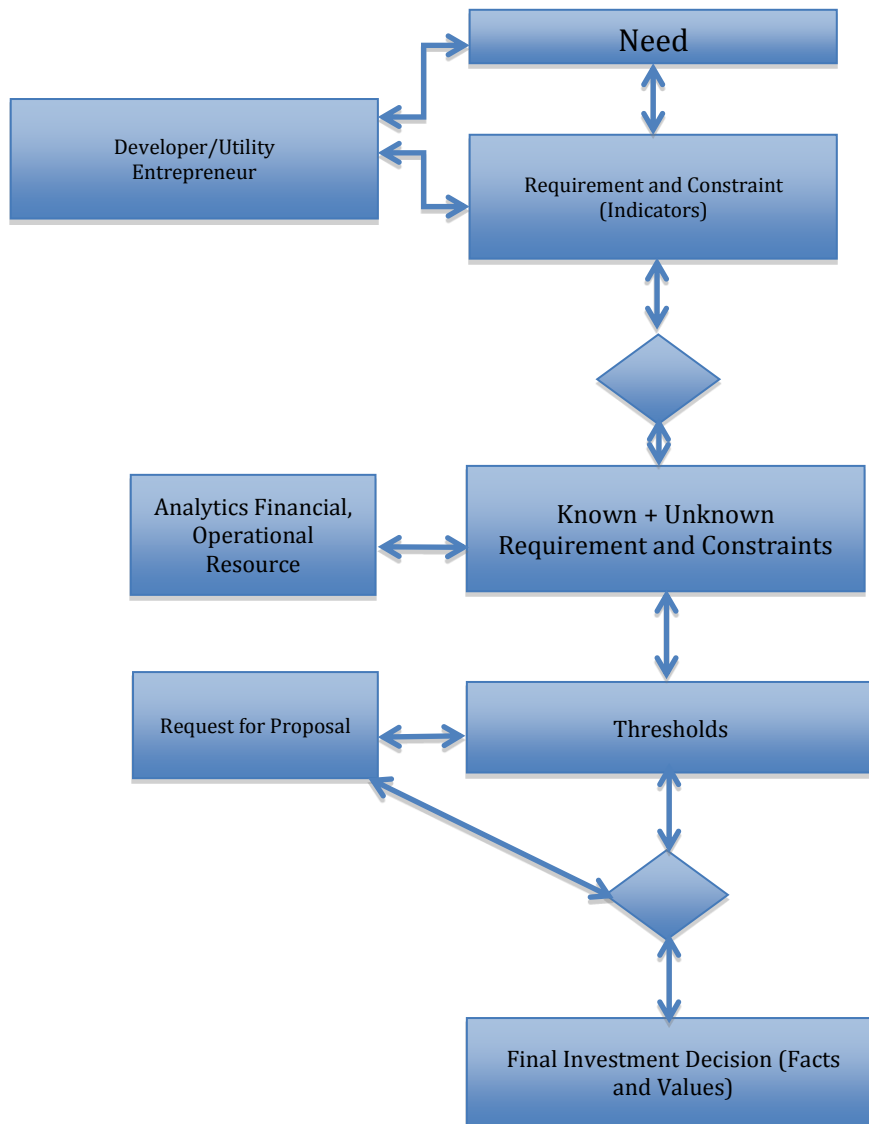 Need
Developer/Utility
Entrepreneur
Requirement and Constraint
(Indicators)
Analytics Financial,
Operational
Resource
Known + Unknown
Requirement and Constraints
Request for Proposal
Thresholds
Final Investment Decision (Facts
and Values)